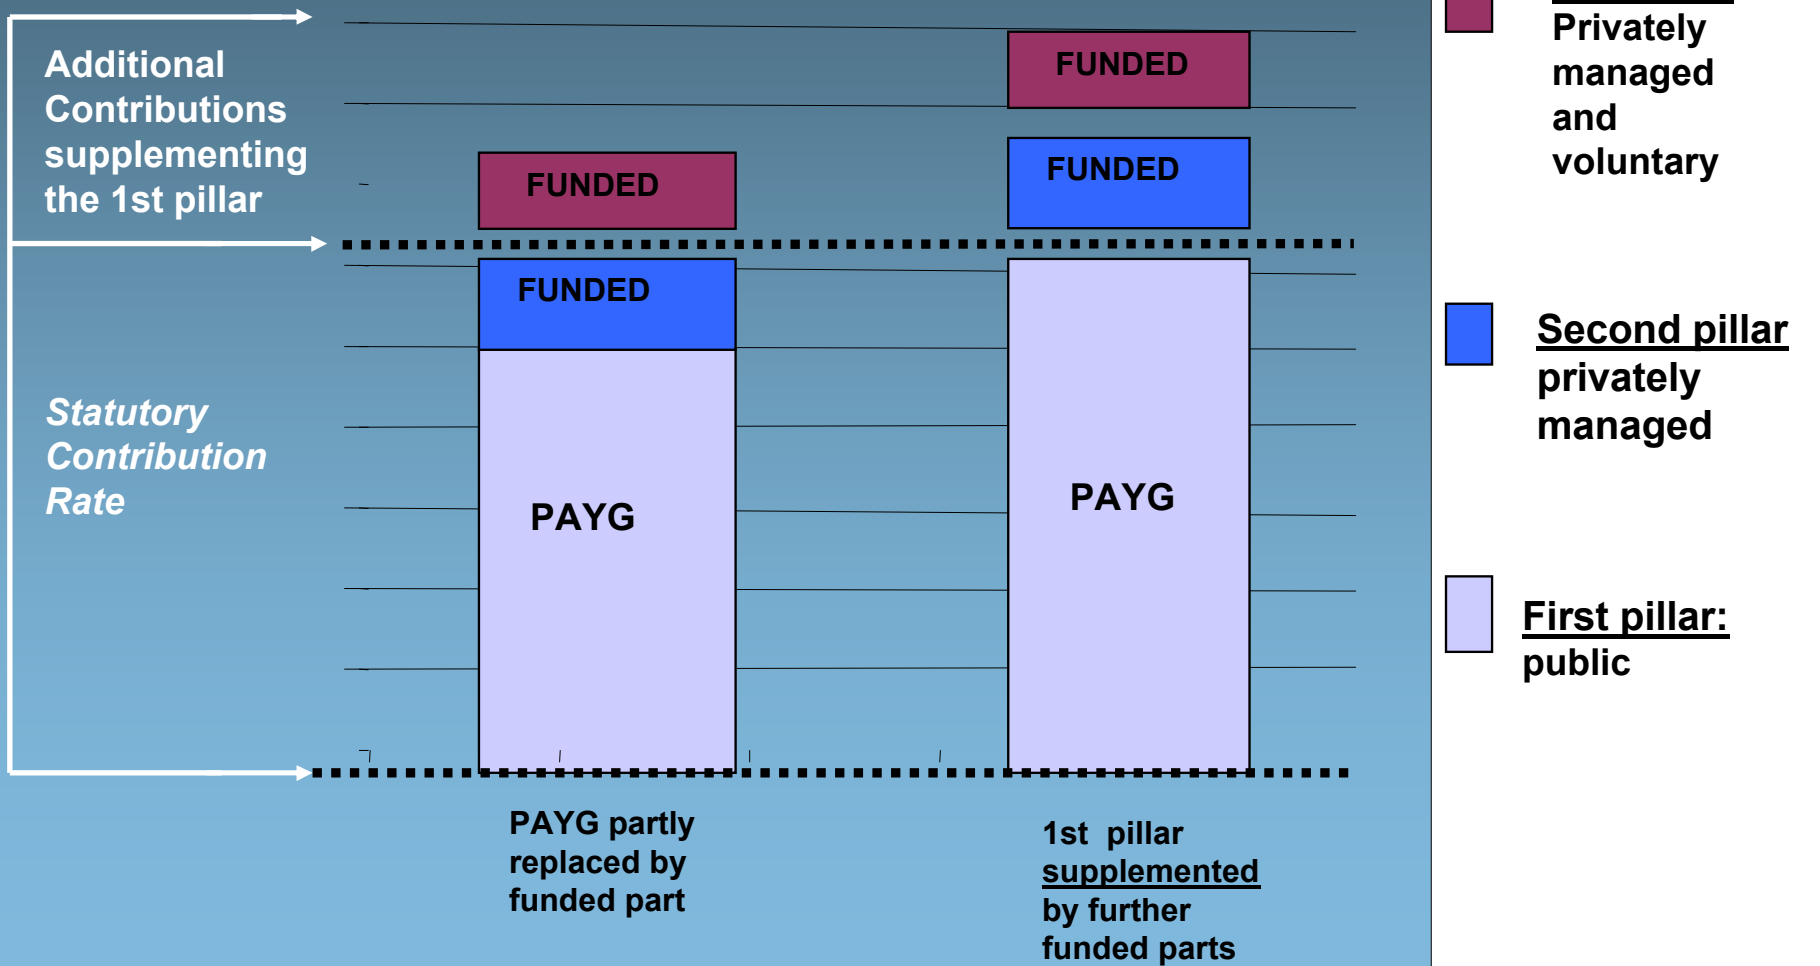 Additional
Contributions
supplementing
the 1st pillar
Statutory
Contribution
Rate
FUNDED
FUNDED
PAYG
FUNDED
FUNDED
PAYG
PAYG partly
replaced by
funded part
1st pillar
supplemented
by further
funded parts
Privately
managed
and
voluntary
Second pillar
privately
managed
First pillar:
public